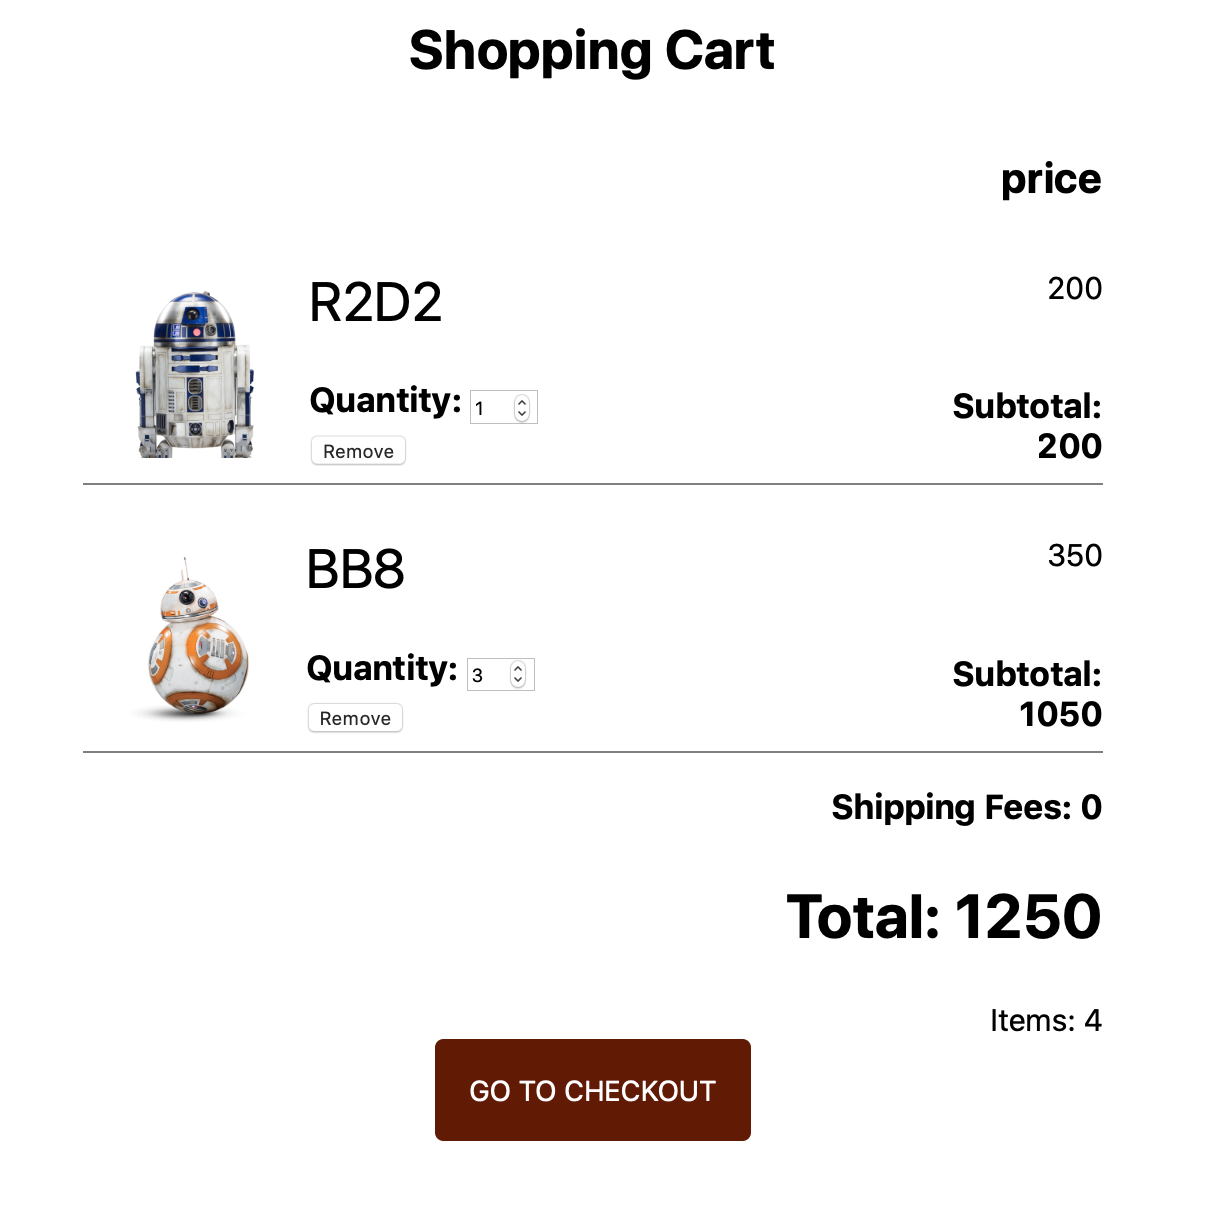 Shopping Cart
price
R2D2
200
Quantity: 1
Subtotal:
200
Remove
BB8
350
Quantity: 3
Subtotal:
1050
Remove
Shipping Fees: 0
Total: 1250
Items: 4
GO TO CHECKOUT